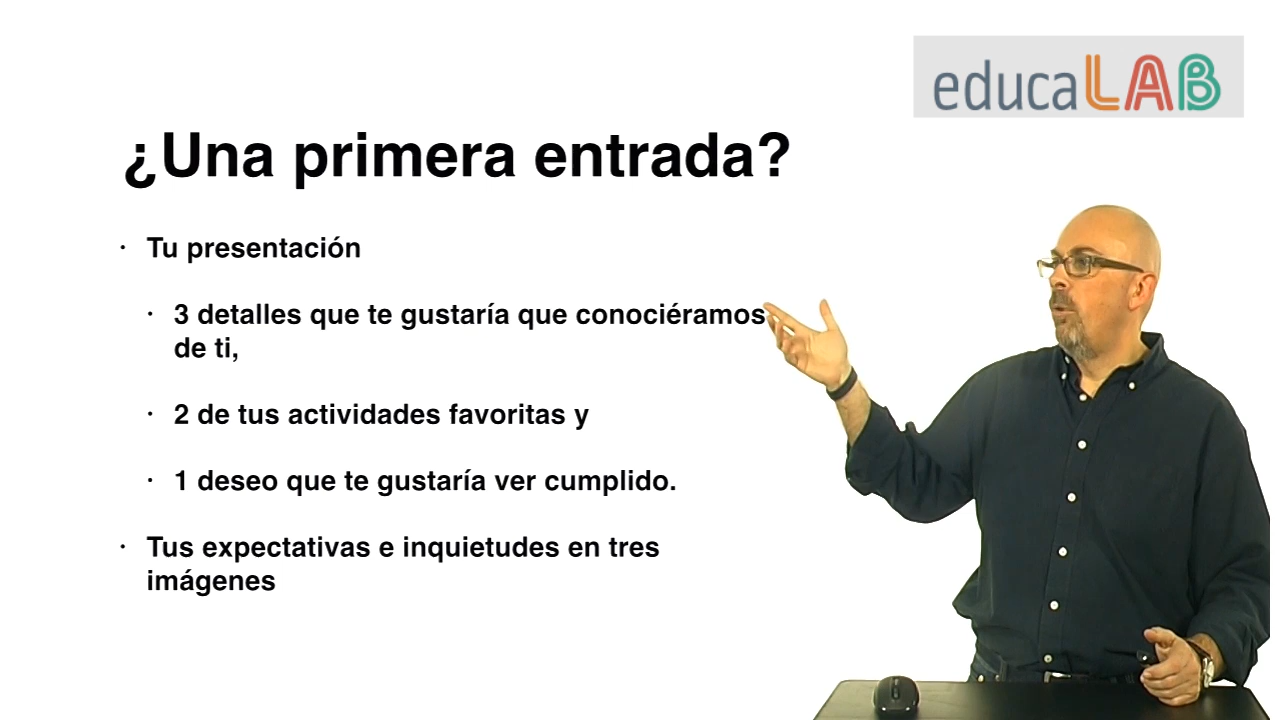 educaLAB
¿Una primera entrada?
· Tu presentación
· 3 detalles que te gustaría que conociéramos
de ti,
· 2 de tus actividades favoritas y
· 1 deseo que te gustaría ver cumplido.
· Tus expectativas e inquietudes en tres
imágenes